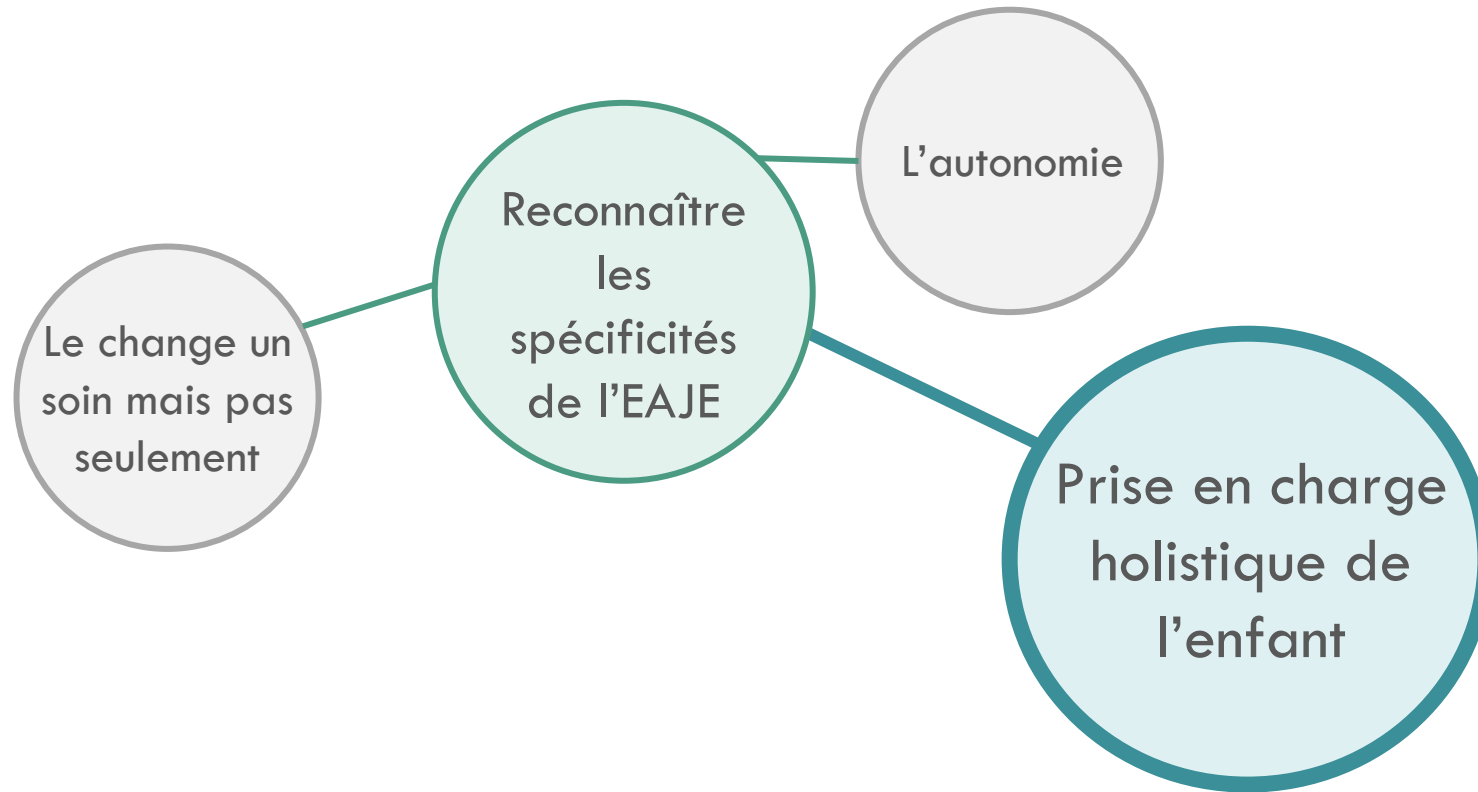 L'autonomie
Reconnaître
les
spécificités
de l'EAJE
Le change un
soin mais pas
seulement
Prise en charge
holistique de
l'enfant